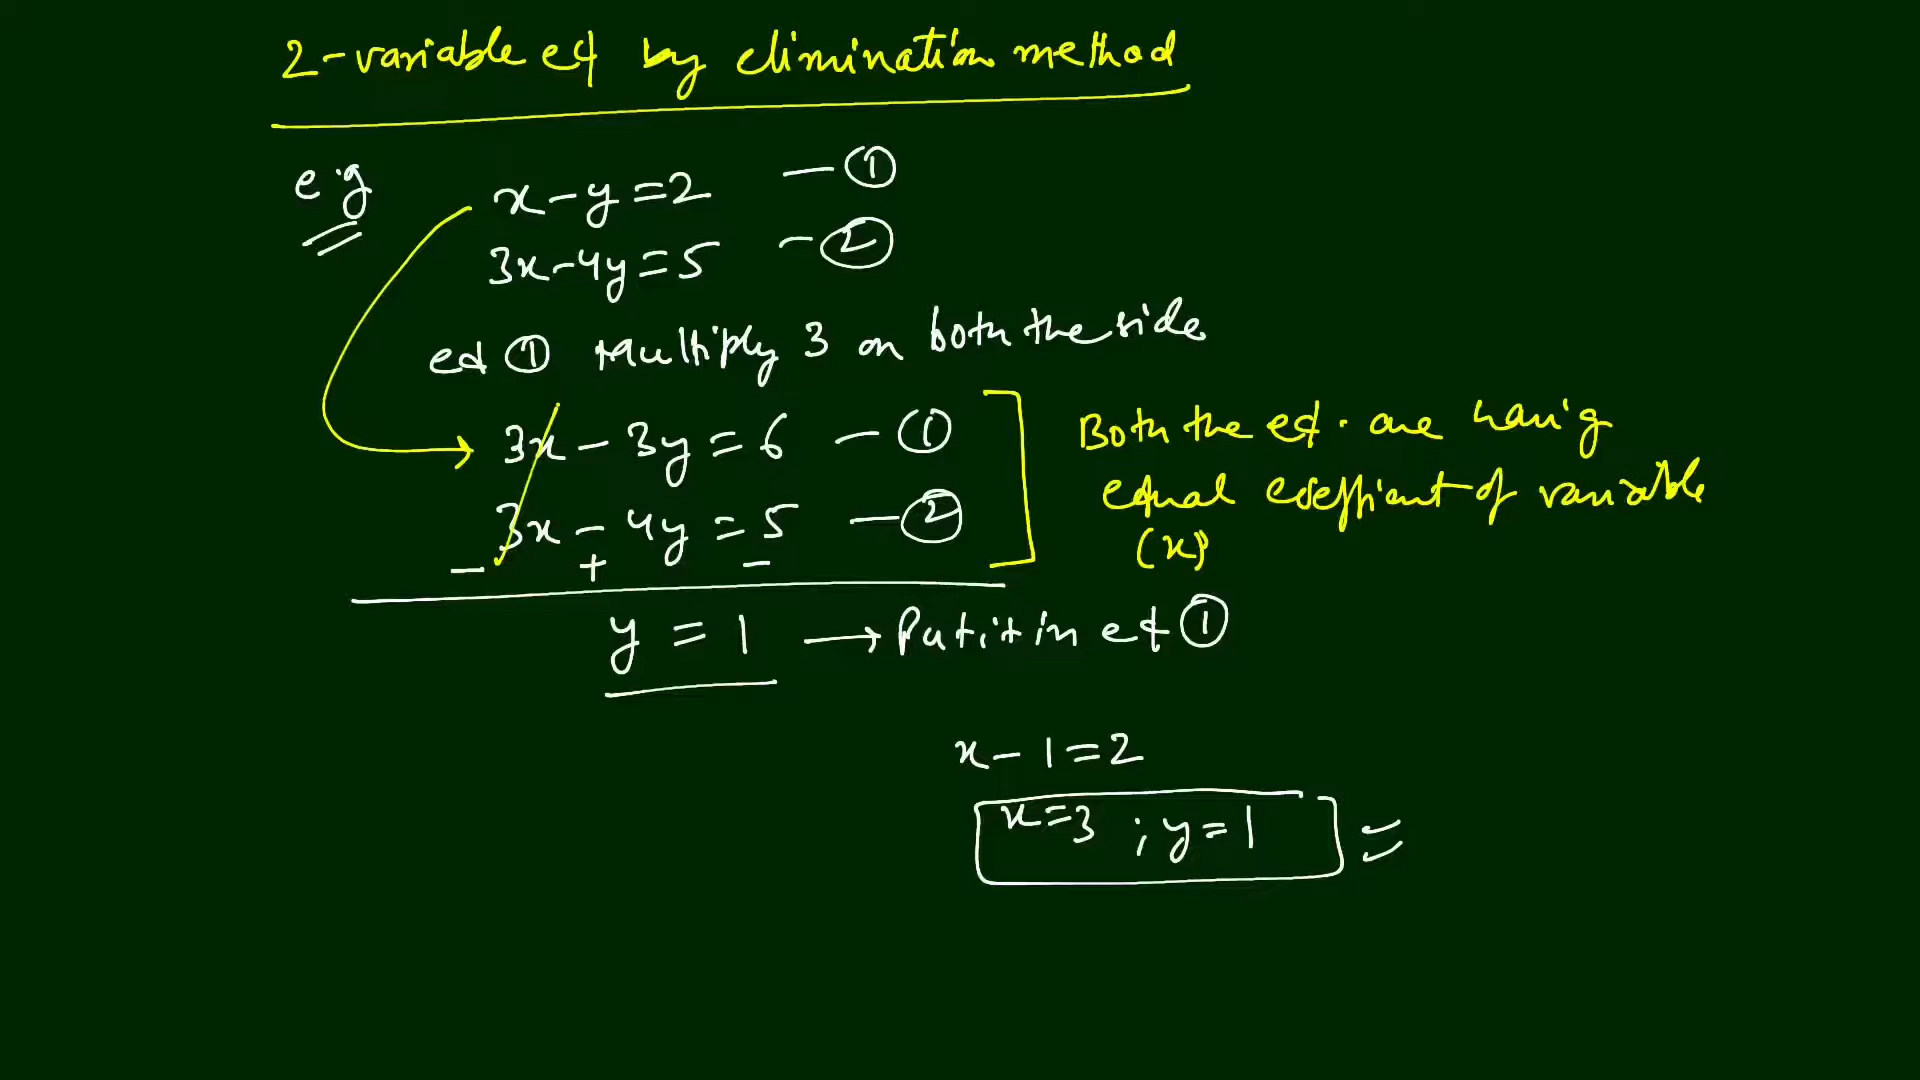 2-variable eq by elimination method
e.g x-y=2 —①
3x-4y=5 -②
eq ① Multiply 3 on both the side
3x - 3y = 6 —①
3x - 4y = 5 —②
- + -
Both the eq. are having
equal coefficient of variable
(x)
y = 1 → Put it in eq ①
x - 1 = 2
x=3 ; y=1